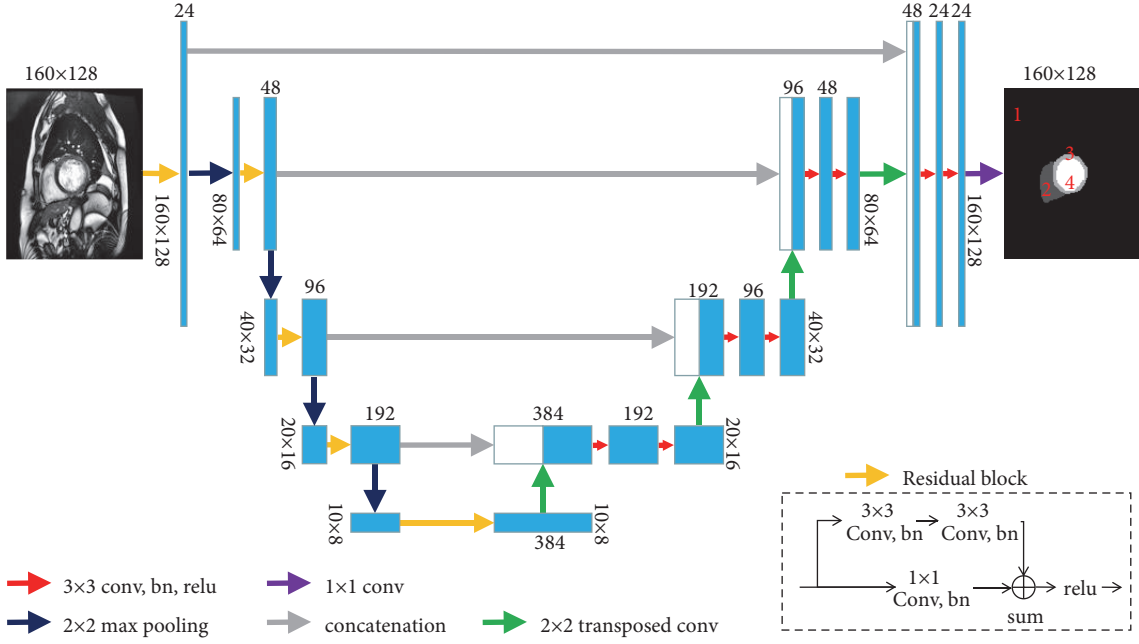 24
48 24 24
160×128
160×128
48
96 48
1
3
2
4
160×128
80×64
80×64
160×128
96
192 96
40×32
40×32
192
384
192
20×16
20×16
10×8
10×8
384
Residual block
3×3
3×3
Conv, bn
Conv, bn
1×1
Conv, bn
relu
sum
3×3 conv, bn, relu
1×1 conv
2×2 max pooling
concatenation
2×2 transposed conv